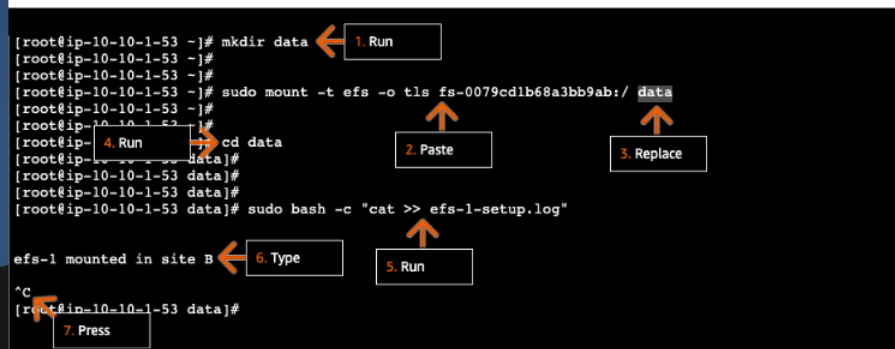 [root@ip-10-10-1-53 ~]# mkdir data 1. Run
[root@ip-10-10-1-53 ~]#
[root@ip-10-10-1-53 ~]#
[root@ip-10-10-1-53 ~]# sudo mount -t efs -o tls fs-0079cd1b68a3bb9ab:/ data
[root@ip-10-10-1-53 ~]#
[root@ip-10-10-1-53 ~]#
[root@ip- 4. Run ]# cd data
2. Paste
3. Replace
[root@ip-10-10-1-53 data]#
[root@ip-10-10-1-53 data]#
[root@ip-10-10-1-53 data]#
[root@ip-10-10-1-53 data]# sudo bash -c "cat >> efs-1-setup.log"
efs-1 mounted in site B 6. Type
5. Run
^C
[root@ip-10-10-1-53 data]#
7. Press